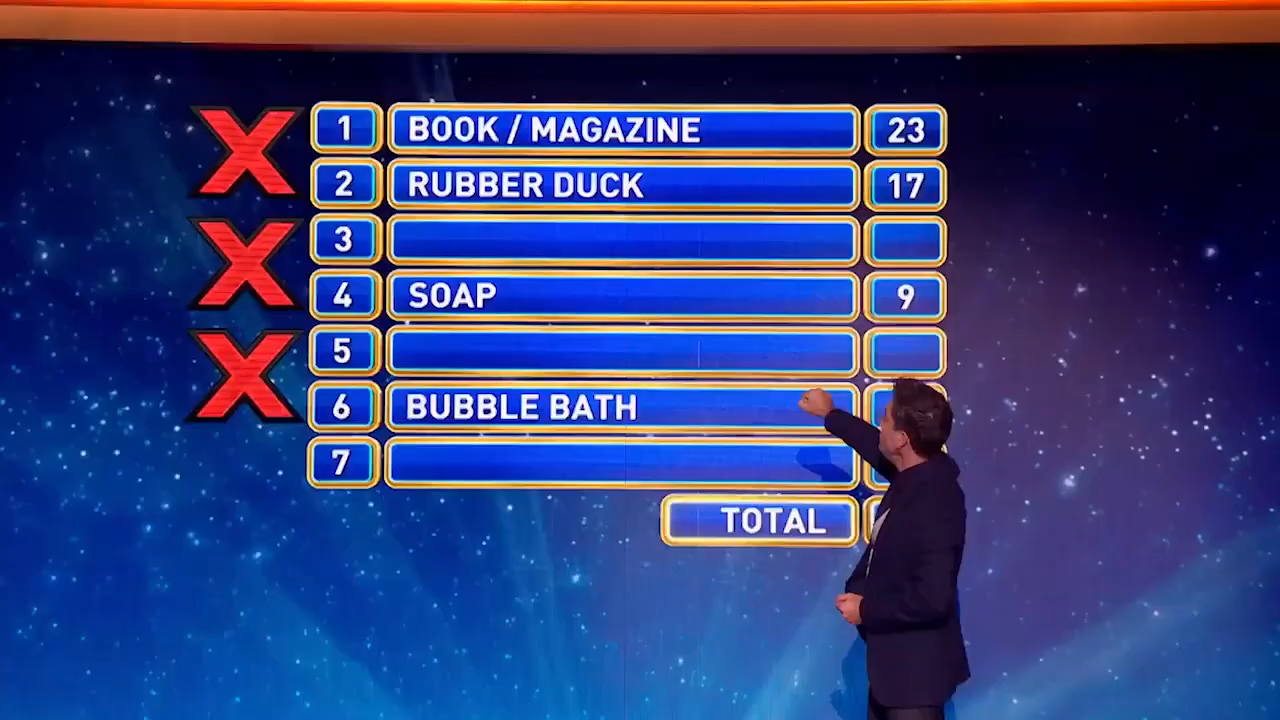 1 BOOK / MAGAZINE 23
2 RUBBER DUCK 17
3
4 SOAP 9
5
6 BUBBLE BATH
7
TOTAL